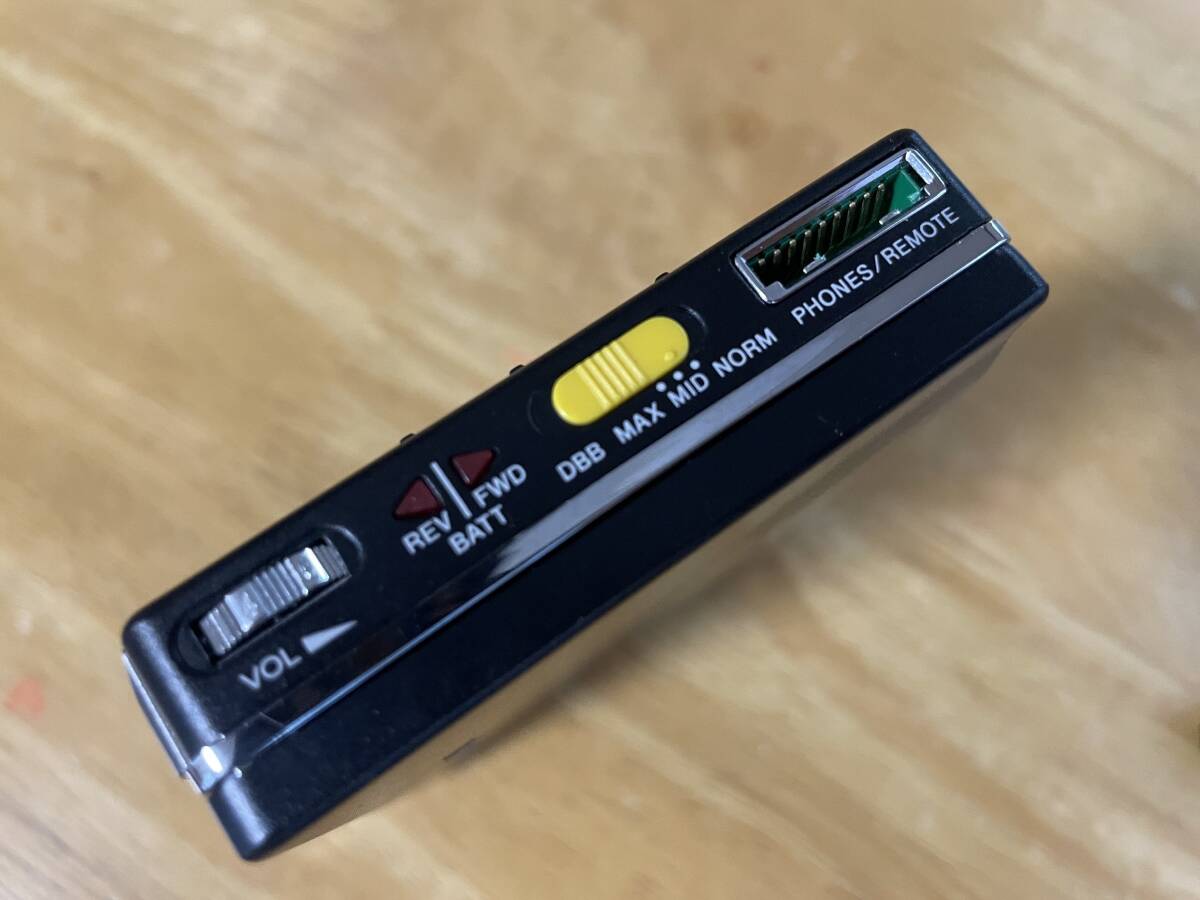 VOL
REV FWD
BATT
DBB MAX MID NORM
PHONES/REMOTE